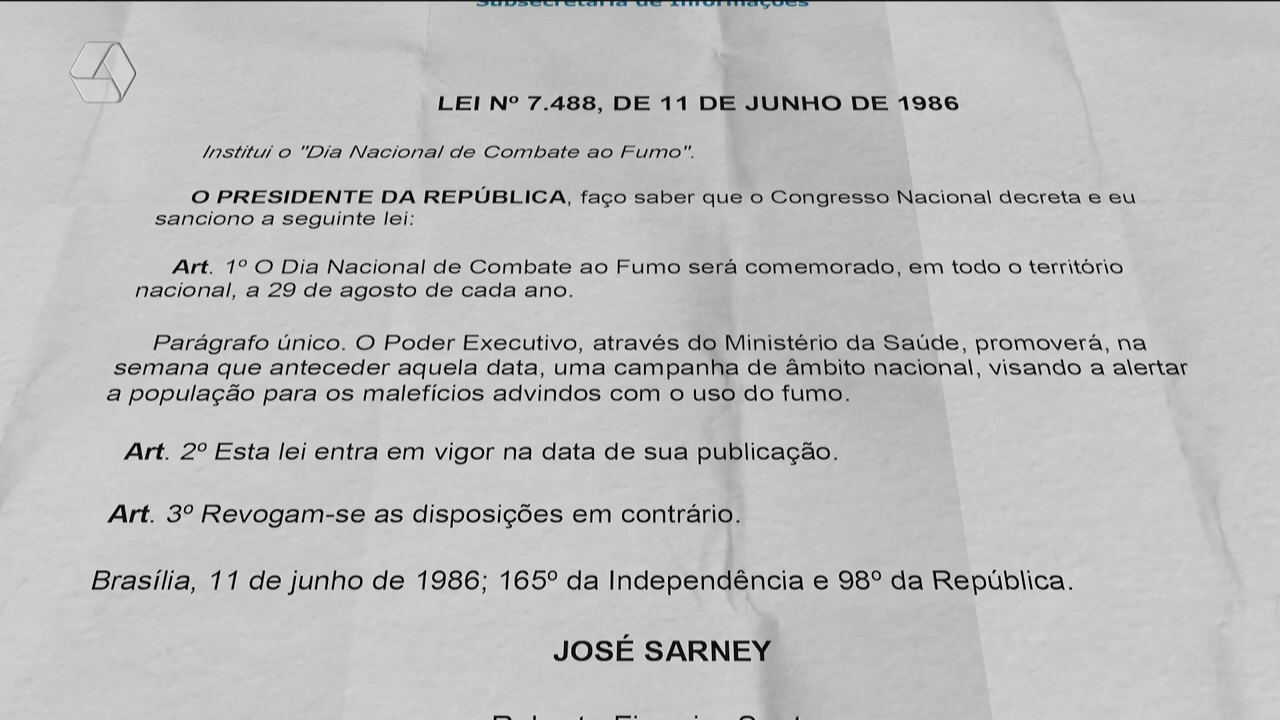 Subsecretaria de Informações
LEI Nº 7.488, DE 11 DE JUNHO DE 1986
Institui o "Dia Nacional de Combate ao Fumo".
O PRESIDENTE DA REPÚBLICA, faço saber que o Congresso Nacional decreta e eu
sanciono a seguinte lei:
Art. 1º O Dia Nacional de Combate ao Fumo será comemorado, em todo o território
nacional, a 29 de agosto de cada ano.
Parágrafo único. O Poder Executivo, através do Ministério da Saúde, promoverá, na
semana que anteceder aquela data, uma campanha de âmbito nacional, visando a alertar
a população para os malefícios advindos com o uso do fumo.
Art. 2º Esta lei entra em vigor na data de sua publicação.
Art. 3º Revogam-se as disposições em contrário.
Brasília, 11 de junho de 1986; 165º da Independência e 98º da República.
JOSÉ SARNEY